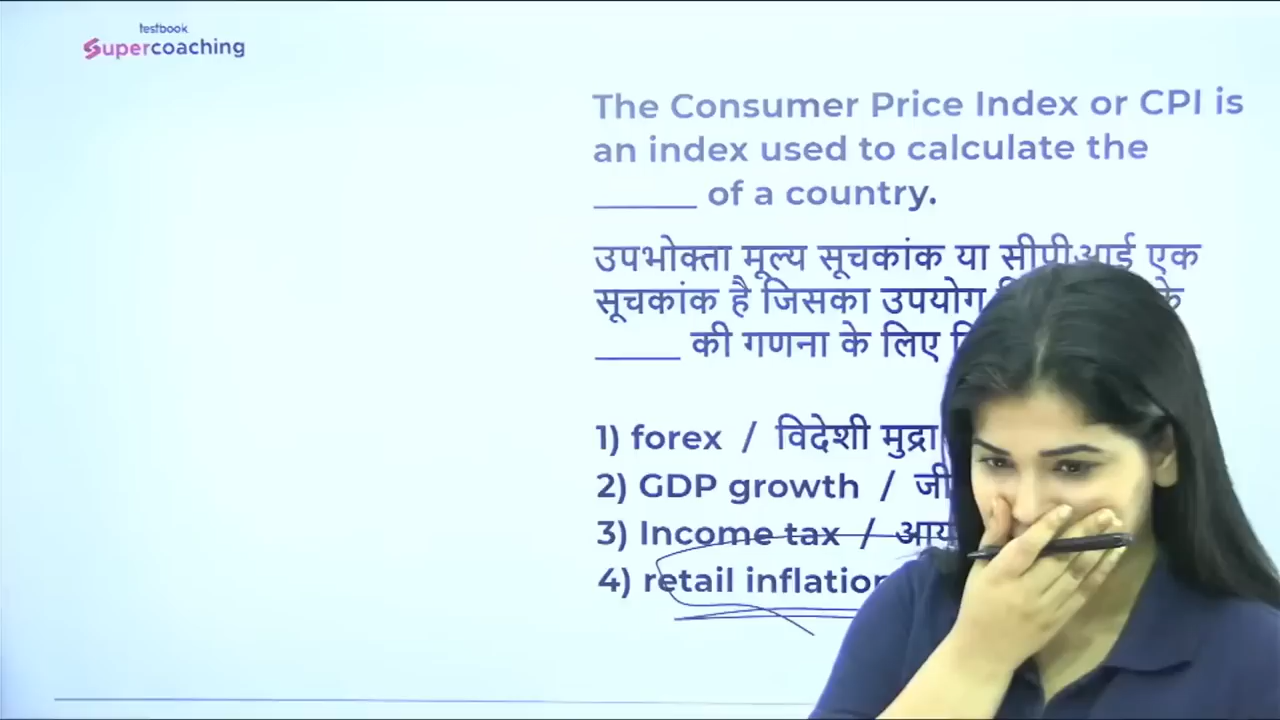 testbook
Supercoaching
The Consumer Price Index or CPI is
an index used to calculate the
______ of a country.
उपभोक्ता मूल्य सूचकांक या सीपीआई एक
सूचकांक है जिसका उपयोग के
_____ की गणना के लिए
1) forex / विदेशी मुद्रा
2) GDP growth /
3) Income tax /
4) retail inflation